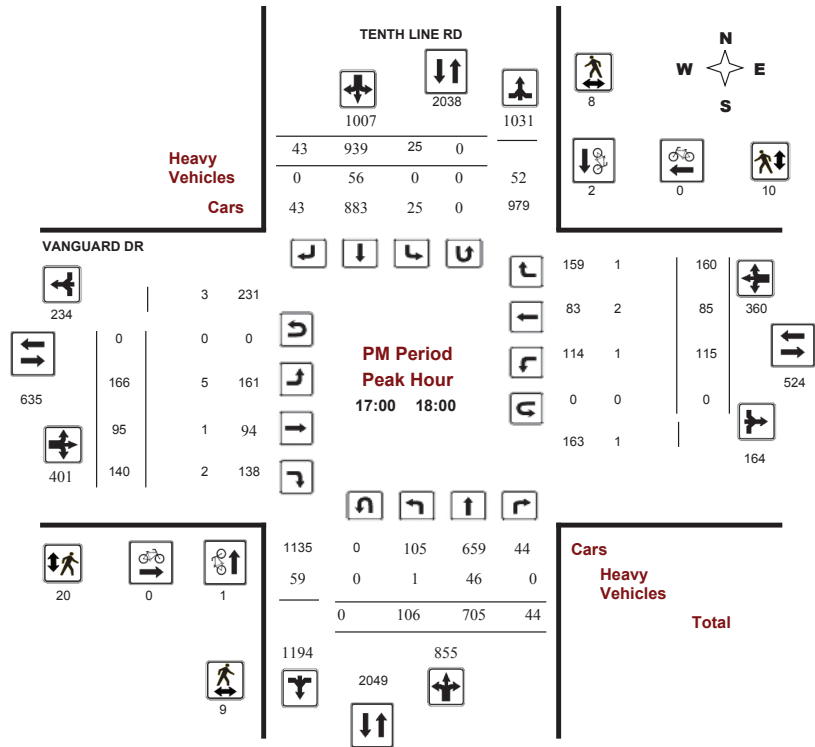 TENTH LINE RD
N
W E
S
2038
8
1007 1031
43 939 25 0
Heavy
Vehicles
0 56 0 0 52
2 0 10
Cars
43 883 25 0 979
VANGUARD DR
159 1 160
234
3 231
360
83 2 85
0 0 0
PM Period
Peak Hour
17:00 18:00
114 1 115
635
166 5 161
524
0 0 0
95 1 94
163 1
164
401
140 2 138
1135 0 105 659 44
Cars
59 0 1 46 0
Heavy
Vehicles
20 0 1
0 106 705 44
Total
1194 855
2049
9